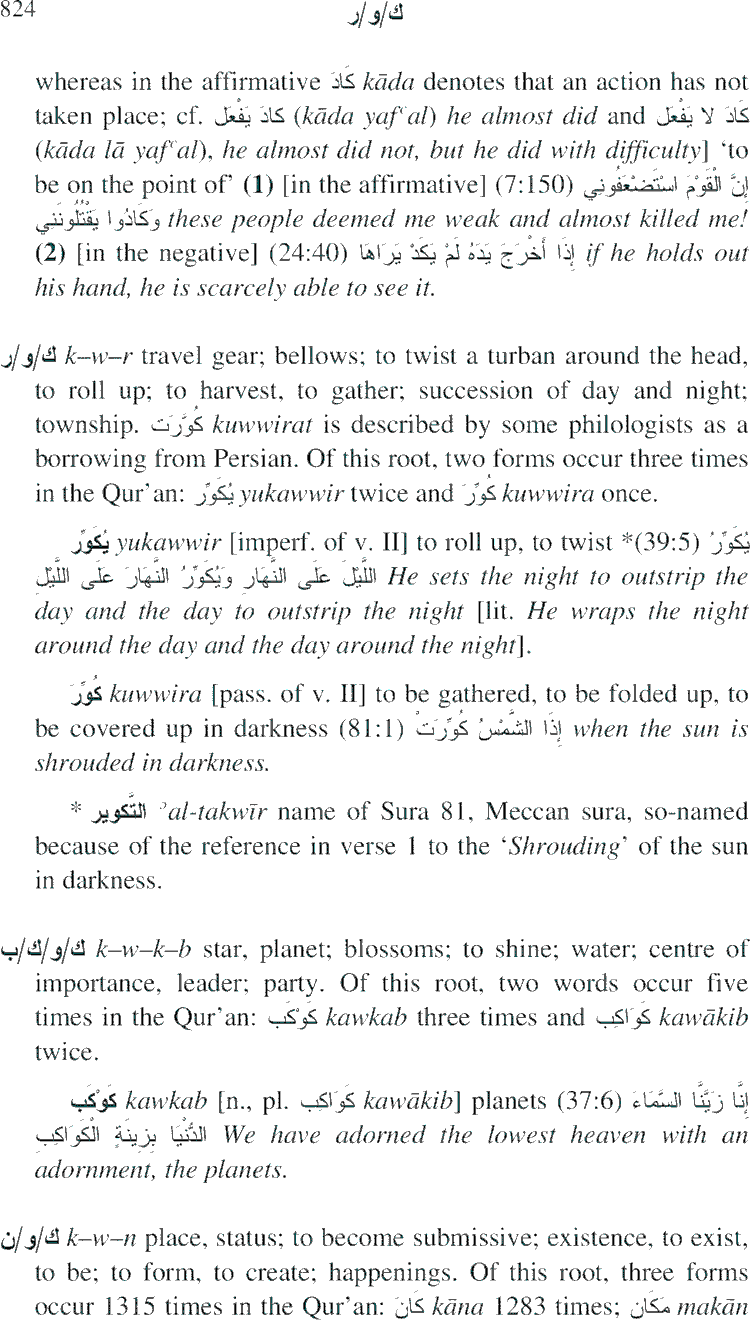 824 ك/و/ر
whereas in the affirmative كَادَ kāda denotes that an action has not
taken place; cf. كادَ يَفْعَل (kāda yafʿal) he almost did and كَادَ لا يَفْعَل
(kāda lā yafʿal), he almost did not, but he did with difficulty] ‘to
be on the point of’ (1) [in the affirmative] (7:150) إِنَّ الْقَوْمَ اسْتَضْعَفُونِي
وَكَادُوا يَقْتُلُونَنِي these people deemed me weak and almost killed me!
(2) [in the negative] (24:40) إِذَا أَخْرَجَ يَدَهُ لَمْ يَكَدْ يَرَاهَا if he holds out
his hand, he is scarcely able to see it.
ك/و/ر k–w–r travel gear; bellows; to twist a turban around the head,
to roll up; to harvest, to gather; succession of day and night;
township. كُوِّرَت kuwwirat is described by some philologists as a
borrowing from Persian. Of this root, two forms occur three times
in the Qur’an: يُكَوِّر yukawwir twice and كُوِّرَ kuwwira once.
يُكَوِّر yukawwir [imperf. of v. II] to roll up, to twist *(39:5) يُكَوِّرُ
اللَّيْلَ عَلَى النَّهَارِ وَيُكَوِّرُ النَّهَارَ عَلَى اللَّيْلِ He sets the night to outstrip the
day and the day to outstrip the night [lit. He wraps the night
around the day and the day around the night].
كُوِّرَ kuwwira [pass. of v. II] to be gathered, to be folded up, to
be covered up in darkness (81:1) إِذَا الشَّمْسُ كُوِّرَتْ when the sun is
shrouded in darkness.
* التَّكوير ʾal-takwīr name of Sura 81, Meccan sura, so-named
because of the reference in verse 1 to the ‘Shrouding’ of the sun
in darkness.
ك/و/ك/ب k–w–k–b star, planet; blossoms; to shine; water; centre of
importance, leader; party. Of this root, two words occur five
times in the Qur’an: كَوْكَب kawkab three times and كَوَاكِب kawākib
twice.
كَوْكَب kawkab [n., pl. كَوَاكِب kawākib] planets (37:6) إِنَّا زَيَّنَّا السَّمَاءَ
الدُّنْيَا بِزِينَةٍ الْكَوَاكِبِ We have adorned the lowest heaven with an
adornment, the planets.
ك/و/ن k–w–n place, status; to become submissive; existence, to exist,
to be; to form, to create; happenings. Of this root, three forms
occur 1315 times in the Qur’an: كَانَ kāna 1283 times; مَكَان makān